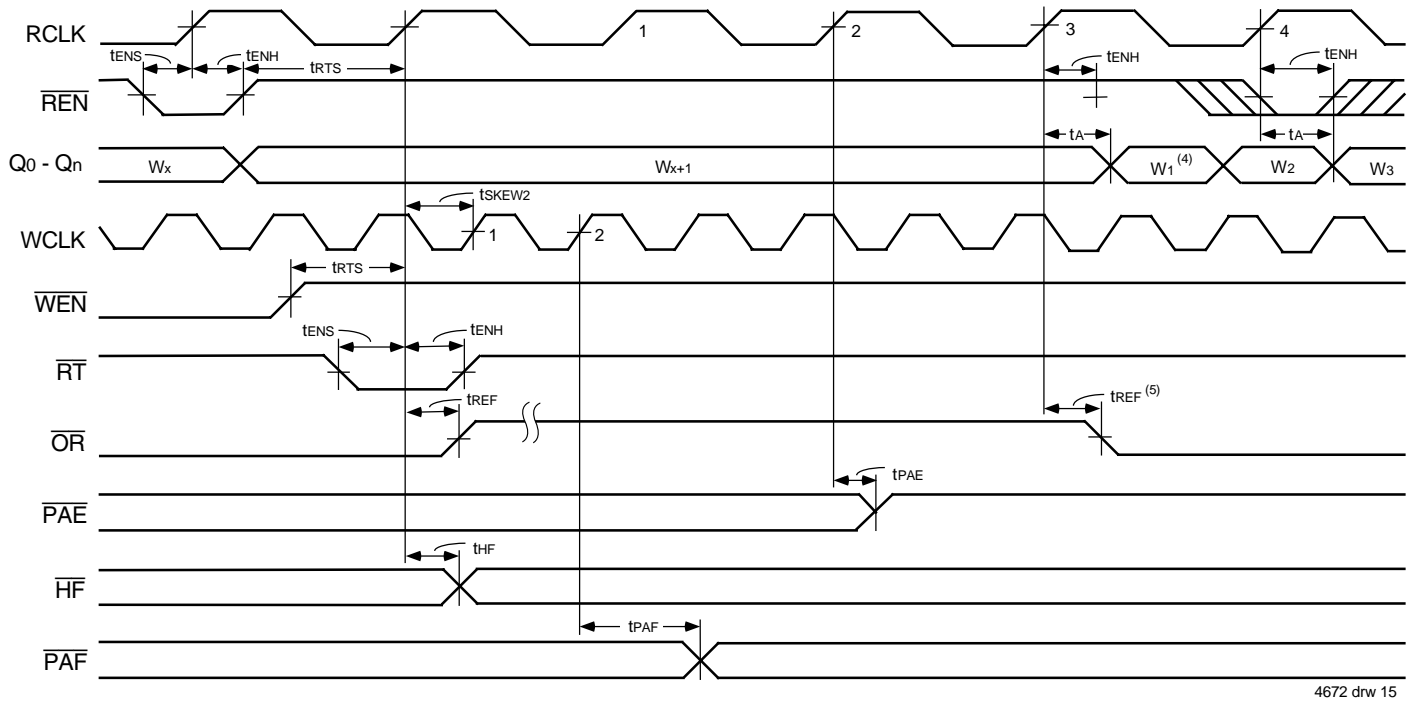 RCLK 1 2 3 4
tENS tENH tRTS tENH tENH
REN
tA tA
Q0 - Qn Wx Wx+1 W1 (4) W2 W3
tSKEW2
WCLK 1 2
tRTS
WEN
tENS tENH
RT
tREF tREF (5)
OR
tPAE
PAE
tHF
HF
tPAF
PAF
4672 drw 15